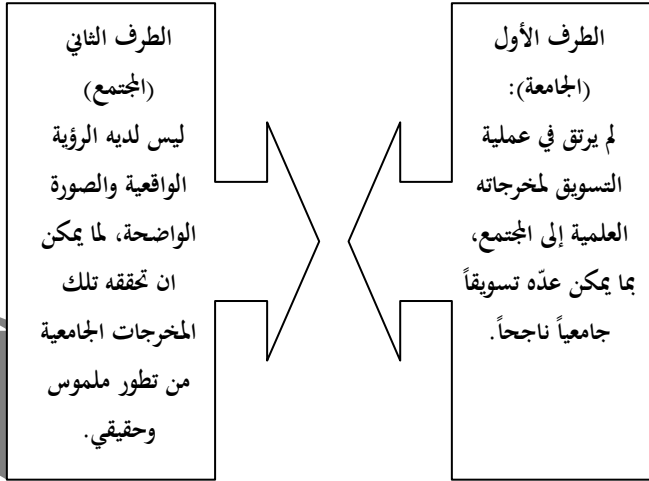 الطرف الأول
(الجامعة):
لم يرتق في عملية
التسويق لمخرجاته
العلمية إلى المجتمع،
بما يمكن عدّه تسويقاً
جامعياً ناجحاً.
الطرف الثاني
(المجتمع)
ليس لديه الرؤية
الواقعية والصورة
الواضحة، لما يمكن
ان تحققه تلك
المخرجات الجامعية
من تطور ملموس
وحقيقي.